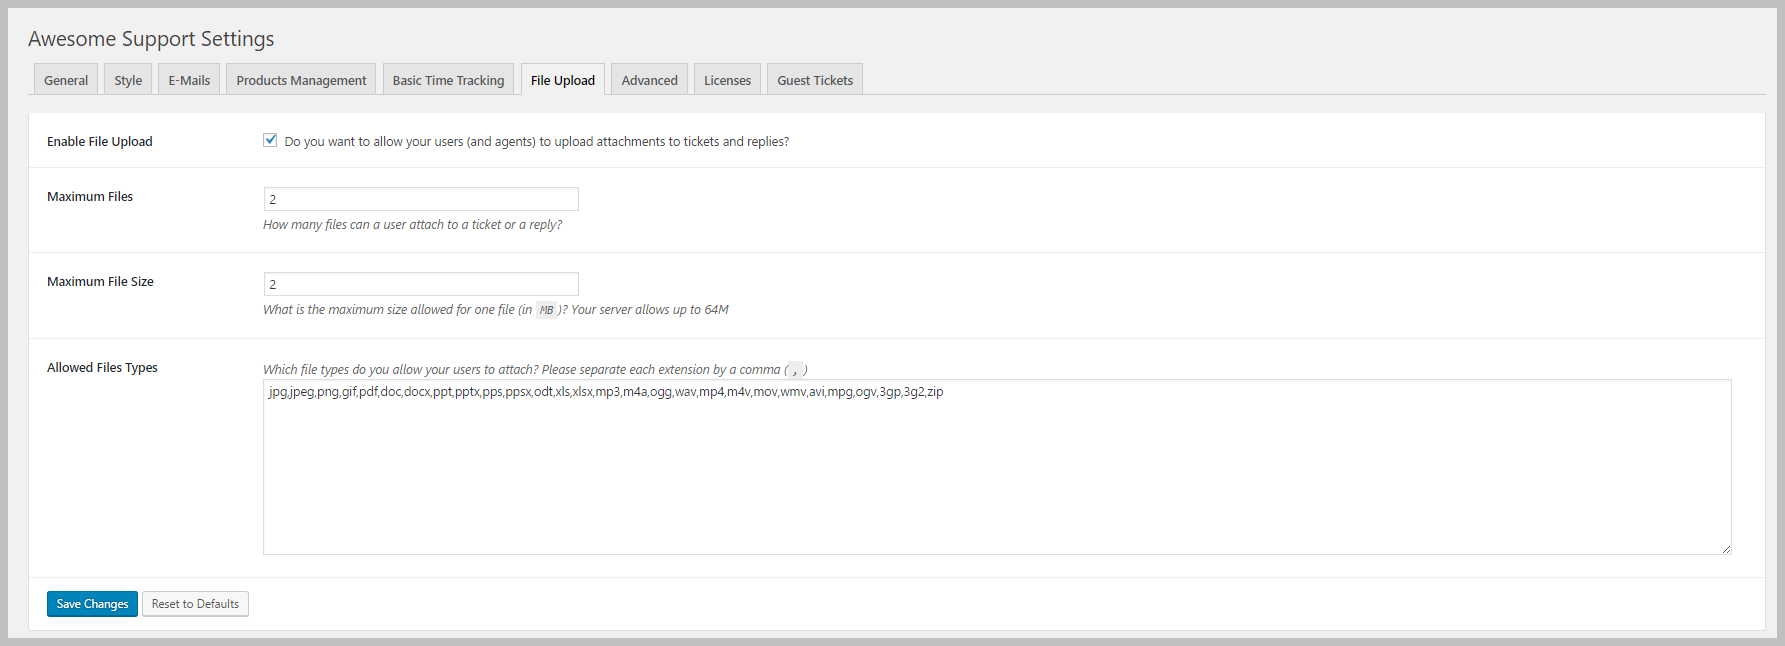 Awesome Support Settings
General Style E-Mails Products Management Basic Time Tracking File Upload Advanced Licenses Guest Tickets
Enable File Upload Do you want to allow your users (and agents) to upload attachments to tickets and replies?
Maximum Files 2
How many files can a user attach to a ticket or a reply?
Maximum File Size 2
What is the maximum size allowed for one file (in MB )? Your server allows up to 64M
Allowed Files Types Which file types do you allow your users to attach? Please separate each extension by a comma ( , )
jpg,jpeg,png,gif,pdf,doc,docx,ppt,pptx,pps,ppsx,odt,xls,xlsx,mp3,m4a,ogg,wav,mp4,m4v,mov,wmv,avi,mpg,ogv,3gp,3g2,zip
Save Changes Reset to Defaults